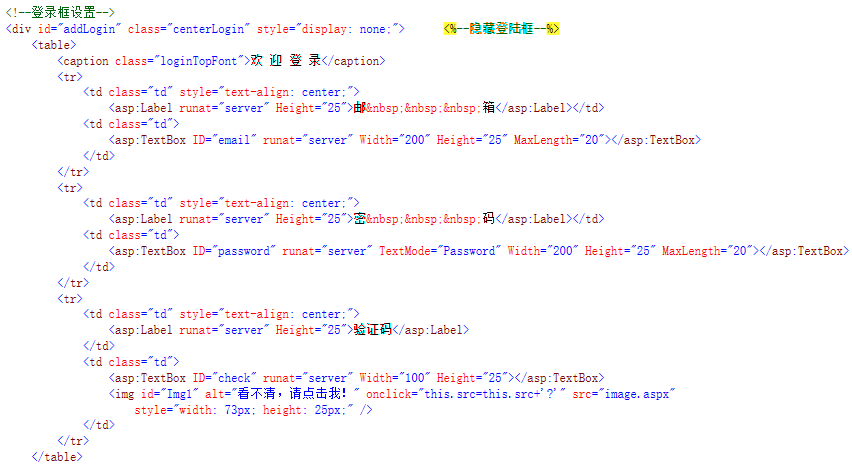 <!--登录框设置-->
<div id="addLogin" class="centerLogin" style="display: none;">      <%--隐藏登陆框--%>
    <table>
        <caption class="loginTopFont">欢 迎 登 录</caption>
        <tr>
            <td class="td" style="text-align: center;">
                <asp:Label runat="server" Height="25">邮&nbsp;&nbsp;&nbsp;箱</asp:Label></td>
            <td class="td">
                <asp:TextBox ID="email" runat="server" Width="200" Height="25" MaxLength="20"></asp:TextBox>
            </td>
        </tr>
        <tr>
            <td class="td" style="text-align: center;">
                <asp:Label runat="server" Height="25">密&nbsp;&nbsp;&nbsp;码</asp:Label></td>
            <td class="td">
                <asp:TextBox ID="password" runat="server" TextMode="Password" Width="200" Height="25" MaxLength="20"></asp:TextBox>
            </td>
        </tr>
        <tr>
            <td class="td" style="text-align: center;">
                <asp:Label runat="server" Height="25">验证码</asp:Label>
            </td>
            <td class="td">
                <asp:TextBox ID="check" runat="server" Width="100" Height="25"></asp:TextBox>
                <img id="Img1" alt="看不清，请点击我！" onclick="this.src=this.src+'?'" src="image.aspx"
                    style="width: 73px; height: 25px;" />
            </td>
        </tr>
    </table>